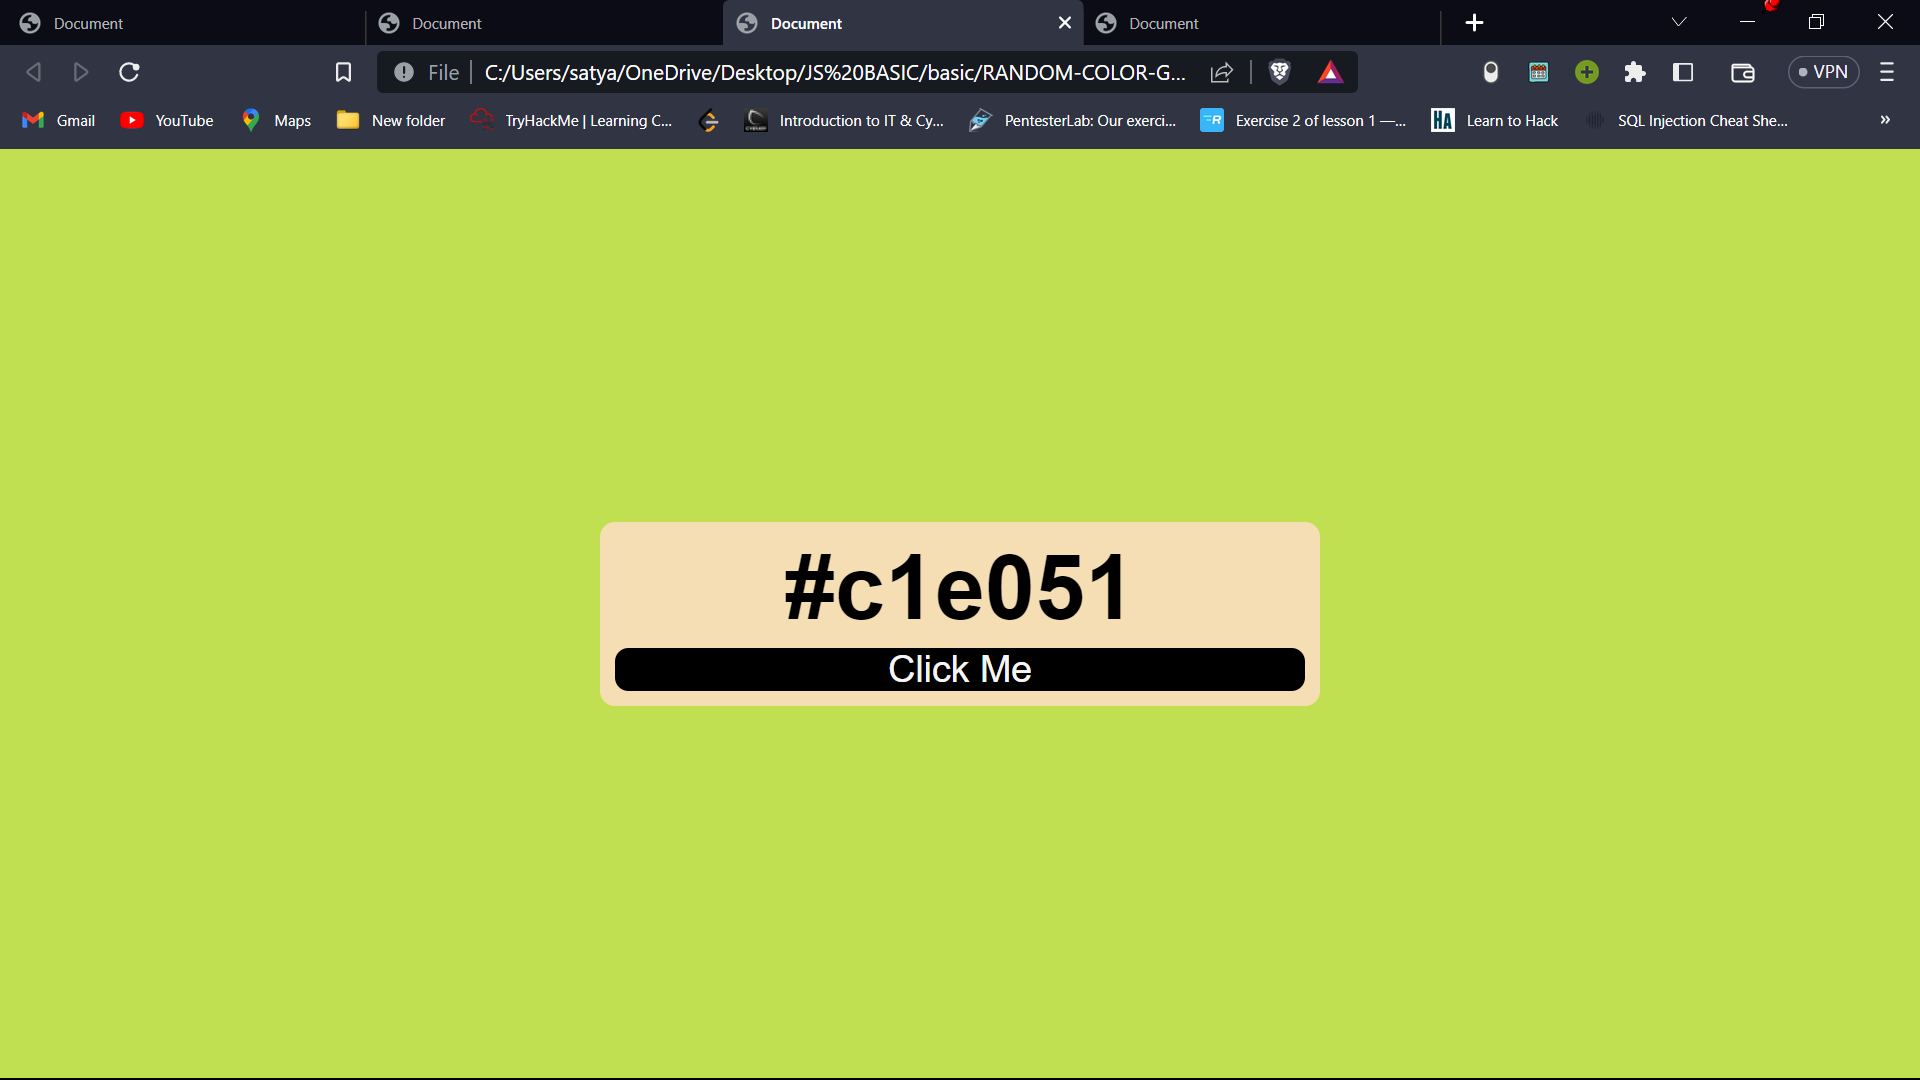 Document
Document
Document
Document
File
C:/Users/satya/OneDrive/Desktop/JS%20BASIC/basic/RANDOM-COLOR-G...
VPN
Gmail
YouTube
Maps
New folder
TryHackMe | Learning C...
Introduction to IT & Cy...
PentesterLab: Our exerci...
Exercise 2 of lesson 1 —...
HA
Learn to Hack
SQL Injection Cheat She...
#c1e051
Click Me